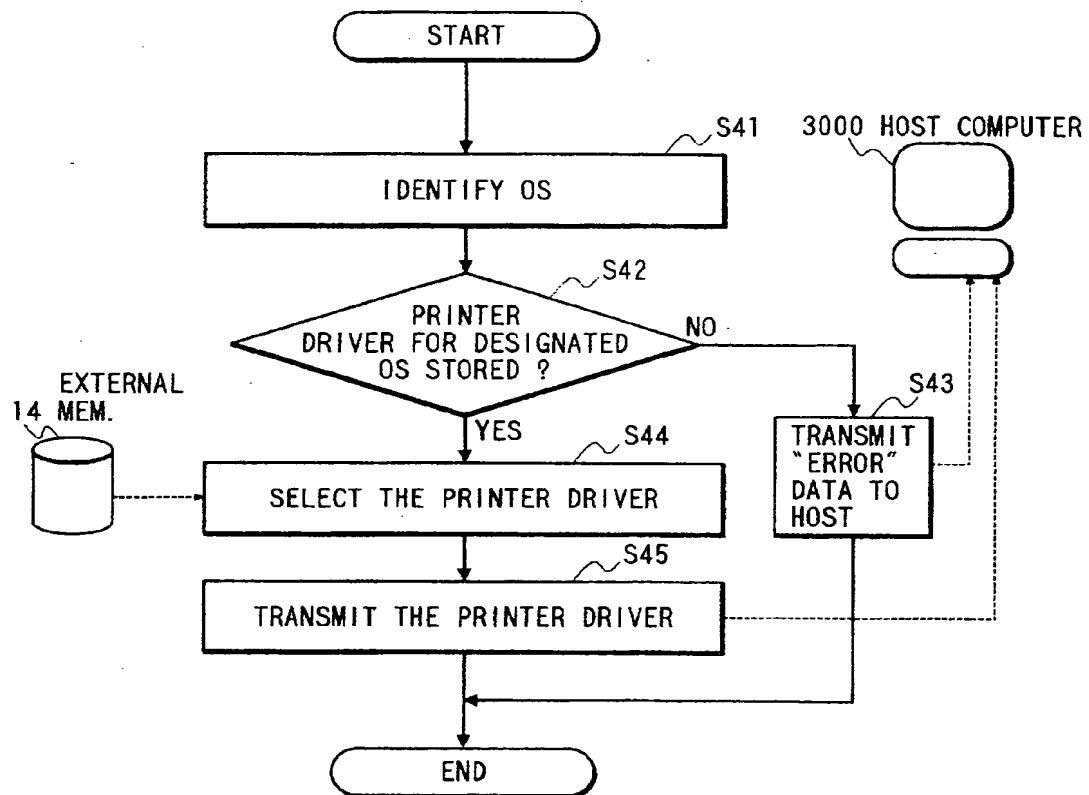 START
S41
3000 HOST COMPUTER
IDENTIFY OS
S42
PRINTER
DRIVER FOR DESIGNATED
OS STORED ?
NO
EXTERNAL
14 MEM.
YES
S43
TRANSMIT
"ERROR"
DATA TO
HOST
S44
SELECT THE PRINTER DRIVER
S45
TRANSMIT THE PRINTER DRIVER
END